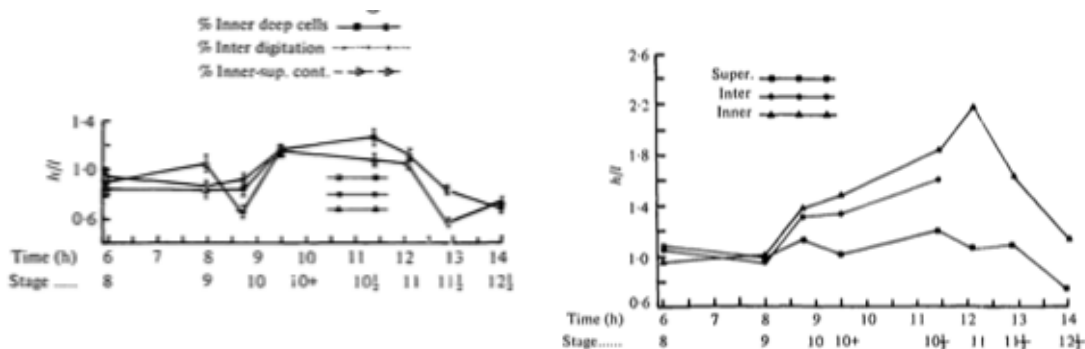 % Inner deep cells
% Inter digitation
% Inner-sup. cont.
1·4
1·0
0·6
h/l
Time (h) 6 7 8 9 10 11 12 13 14
Stage ..... 8 9 10 10+ 10½ 11 11½ 12½
2·6
2·2
1·8
1·4
1·0
0·6
h/l
Super.
Inter
Inner
Time (h) 6 7 8 9 10 11 12 13 14
Stage...... 8 9 10 10+ 10½ 11 11½ 12½